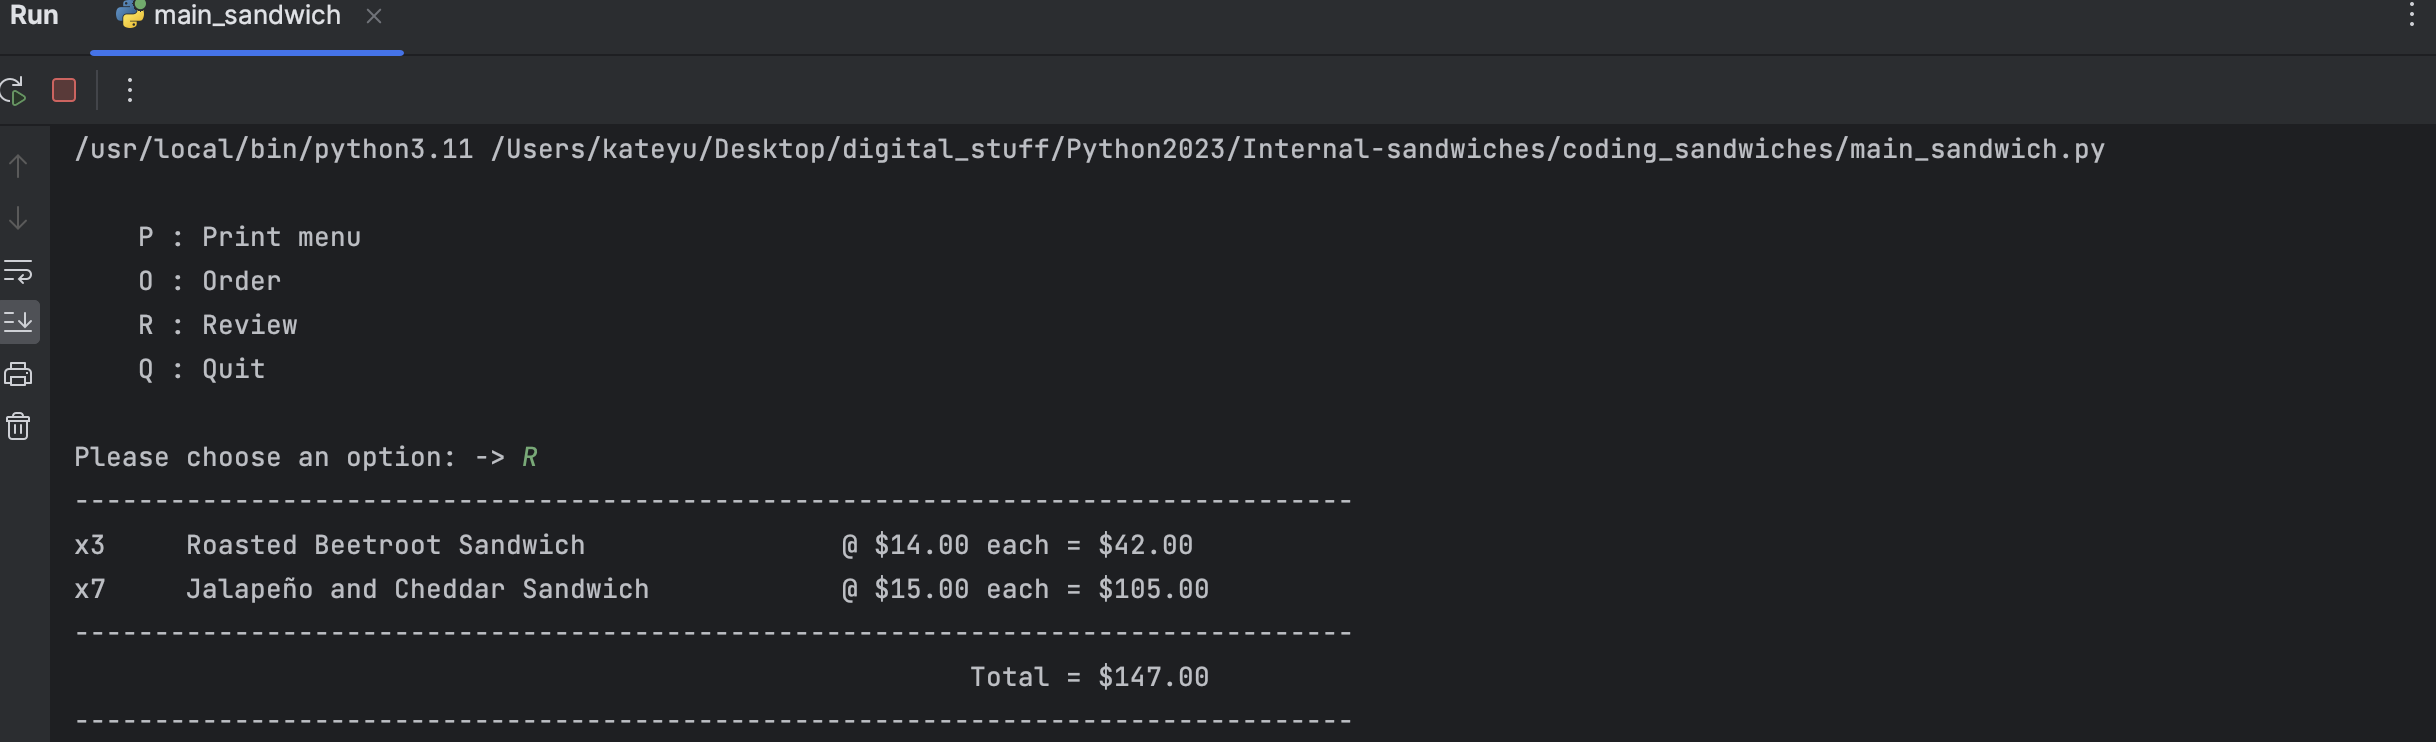 Run main_sandwich
/usr/local/bin/python3.11 /Users/kateyu/Desktop/digital_stuff/Python2023/Internal-sandwiches/coding_sandwiches/main_sandwich.py
P : Print menu
O : Order
R : Review
Q : Quit
Please choose an option: -> R
--------------------------------------------------------------------------------
x3     Roasted Beetroot Sandwich                @ $14.00 each = $42.00
x7     Jalapeño and Cheddar Sandwich            @ $15.00 each = $105.00
--------------------------------------------------------------------------------
Total = $147.00
--------------------------------------------------------------------------------